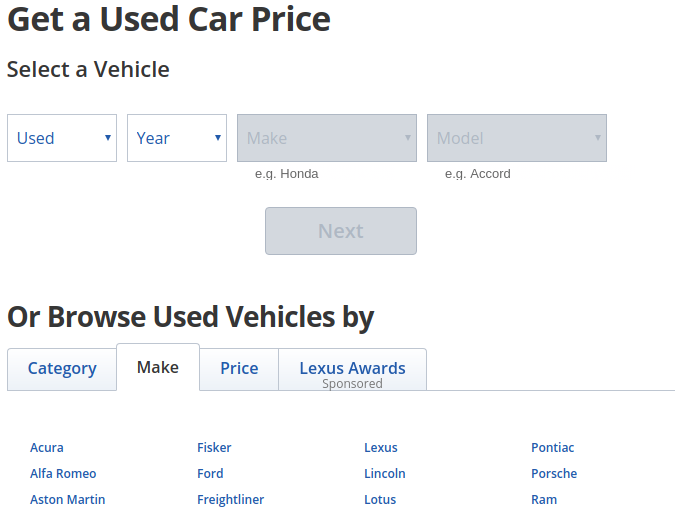 Get a Used Car Price
Select a Vehicle
Used Year Make Model
e.g. Honda e.g. Accord
Next
Or Browse Used Vehicles by
Category Make Price Lexus Awards
Sponsored
Acura Fisker Lexus Pontiac
Alfa Romeo Ford Lincoln Porsche
Aston Martin Freightliner Lotus Ram